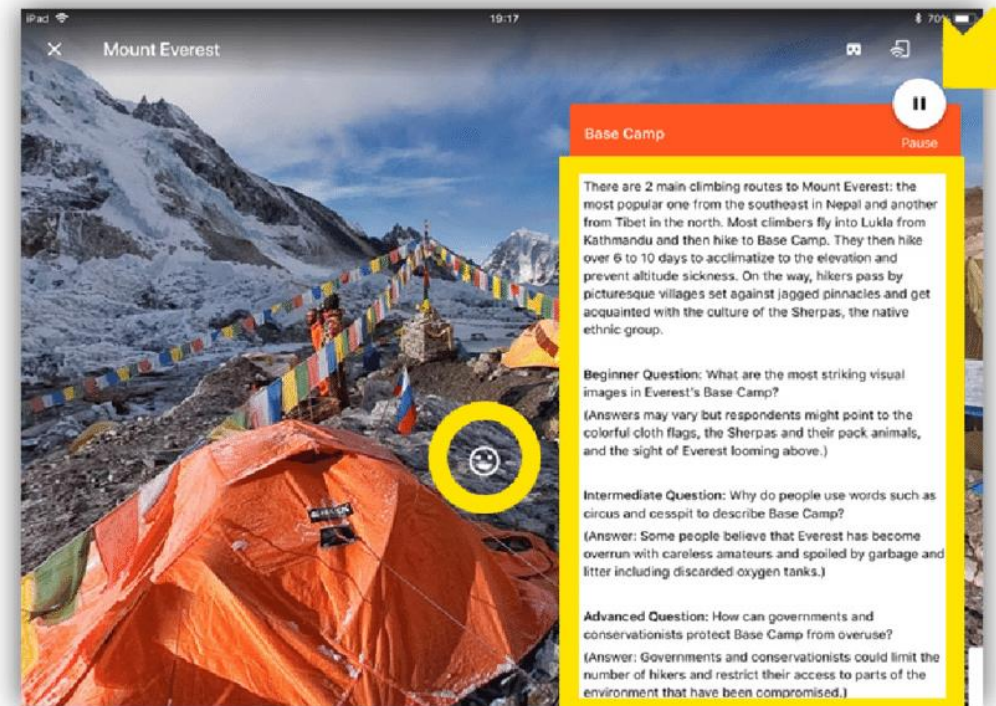 iPad 19:17 70%
Mount Everest
Base Camp
Pause
There are 2 main climbing routes to Mount Everest: the
most popular one from the southeast in Nepal and another
from Tibet in the north. Most climbers fly into Lukla from
Kathmandu and then hike to Base Camp. They then hike
over 6 to 10 days to acclimatize to the elevation and
prevent altitude sickness. On the way, hikers pass by
picturesque villages set against jagged pinnacles and get
acquainted with the culture of the Sherpas, the native
ethnic group.
Beginner Question: What are the most striking visual
images in Everest's Base Camp?
(Answers may vary but respondents might point to the
colorful cloth flags, the Sherpas and their pack animals,
and the sight of Everest looming above.)
Intermediate Question: Why do people use words such as
circus and cesspit to describe Base Camp?
(Answer: Some people believe that Everest has become
overrun with careless amateurs and spoiled by garbage and
litter including discarded oxygen tanks.)
Advanced Question: How can governments and
conservationists protect Base Camp from overuse?
(Answer: Governments and conservationists could limit the
number of hikers and restrict their access to parts of the
environment that have been compromised.)